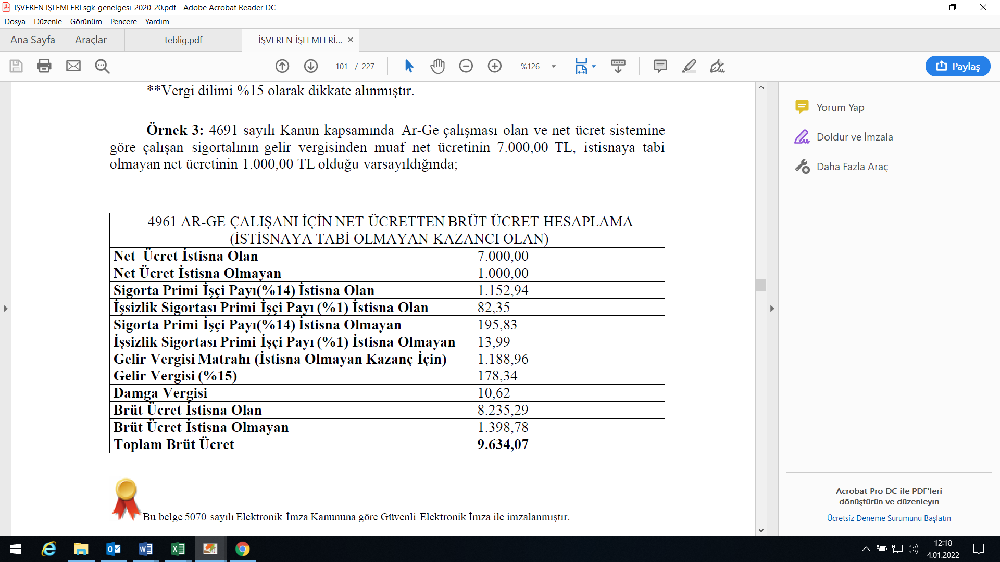 İŞVEREN İŞLEMLERİ sgk-genelgesi-2020-20.pdf - Adobe Acrobat Reader DC
Dosya Düzenle Görünüm Pencere Yardım
Ana Sayfa Araçlar teblig.pdf İŞVEREN İŞLEMLERİ... ×
101 / 227 %126 Paylaş
**Vergi dilimi %15 olarak dikkate alınmıştır.
Örnek 3: 4691 sayılı Kanun kapsamında Ar-Ge çalışması olan ve net ücret sistemine
göre çalışan sigortalının gelir vergisinden muaf net ücretinin 7.000,00 TL, istisnaya tabi
olmayan net ücretinin 1.000,00 TL olduğu varsayıldığında;
4961 AR-GE ÇALIŞANI İÇİN NET ÜCRETTEN BRÜT ÜCRET HESAPLAMA
(İSTİSNAYA TABİ OLMAYAN KAZANCI OLAN)
Net Ücret İstisna Olan 7.000,00
Net Ücret İstisna Olmayan 1.000,00
Sigorta Primi İşçi Payı(%14) İstisna Olan 1.152,94
İşsizlik Sigortası Primi İşçi Payı (%1) İstisna Olan 82,35
Sigorta Primi İşçi Payı(%14) İstisna Olmayan 195,83
İşsizlik Sigortası Primi İşçi Payı (%1) İstisna Olmayan 13,99
Gelir Vergisi Matrahı (İstisna Olmayan Kazanç İçin) 1.188,96
Gelir Vergisi (%15) 178,34
Damga Vergisi 10,62
Brüt Ücret İstisna Olan 8.235,29
Brüt Ücret İstisna Olmayan 1.398,78
Toplam Brüt Ücret 9.634,07
Bu belge 5070 sayılı Elektronik İmza Kanununa göre Güvenli Elektronik İmza ile imzalanmıştır.
Yorum Yap
Doldur ve İmzala
Daha Fazla Araç
Acrobat Pro DC ile PDF'leri
dönüştürün ve düzenleyin
Ücretsiz Deneme Sürümünü Başlatın
12:18
4.01.2022